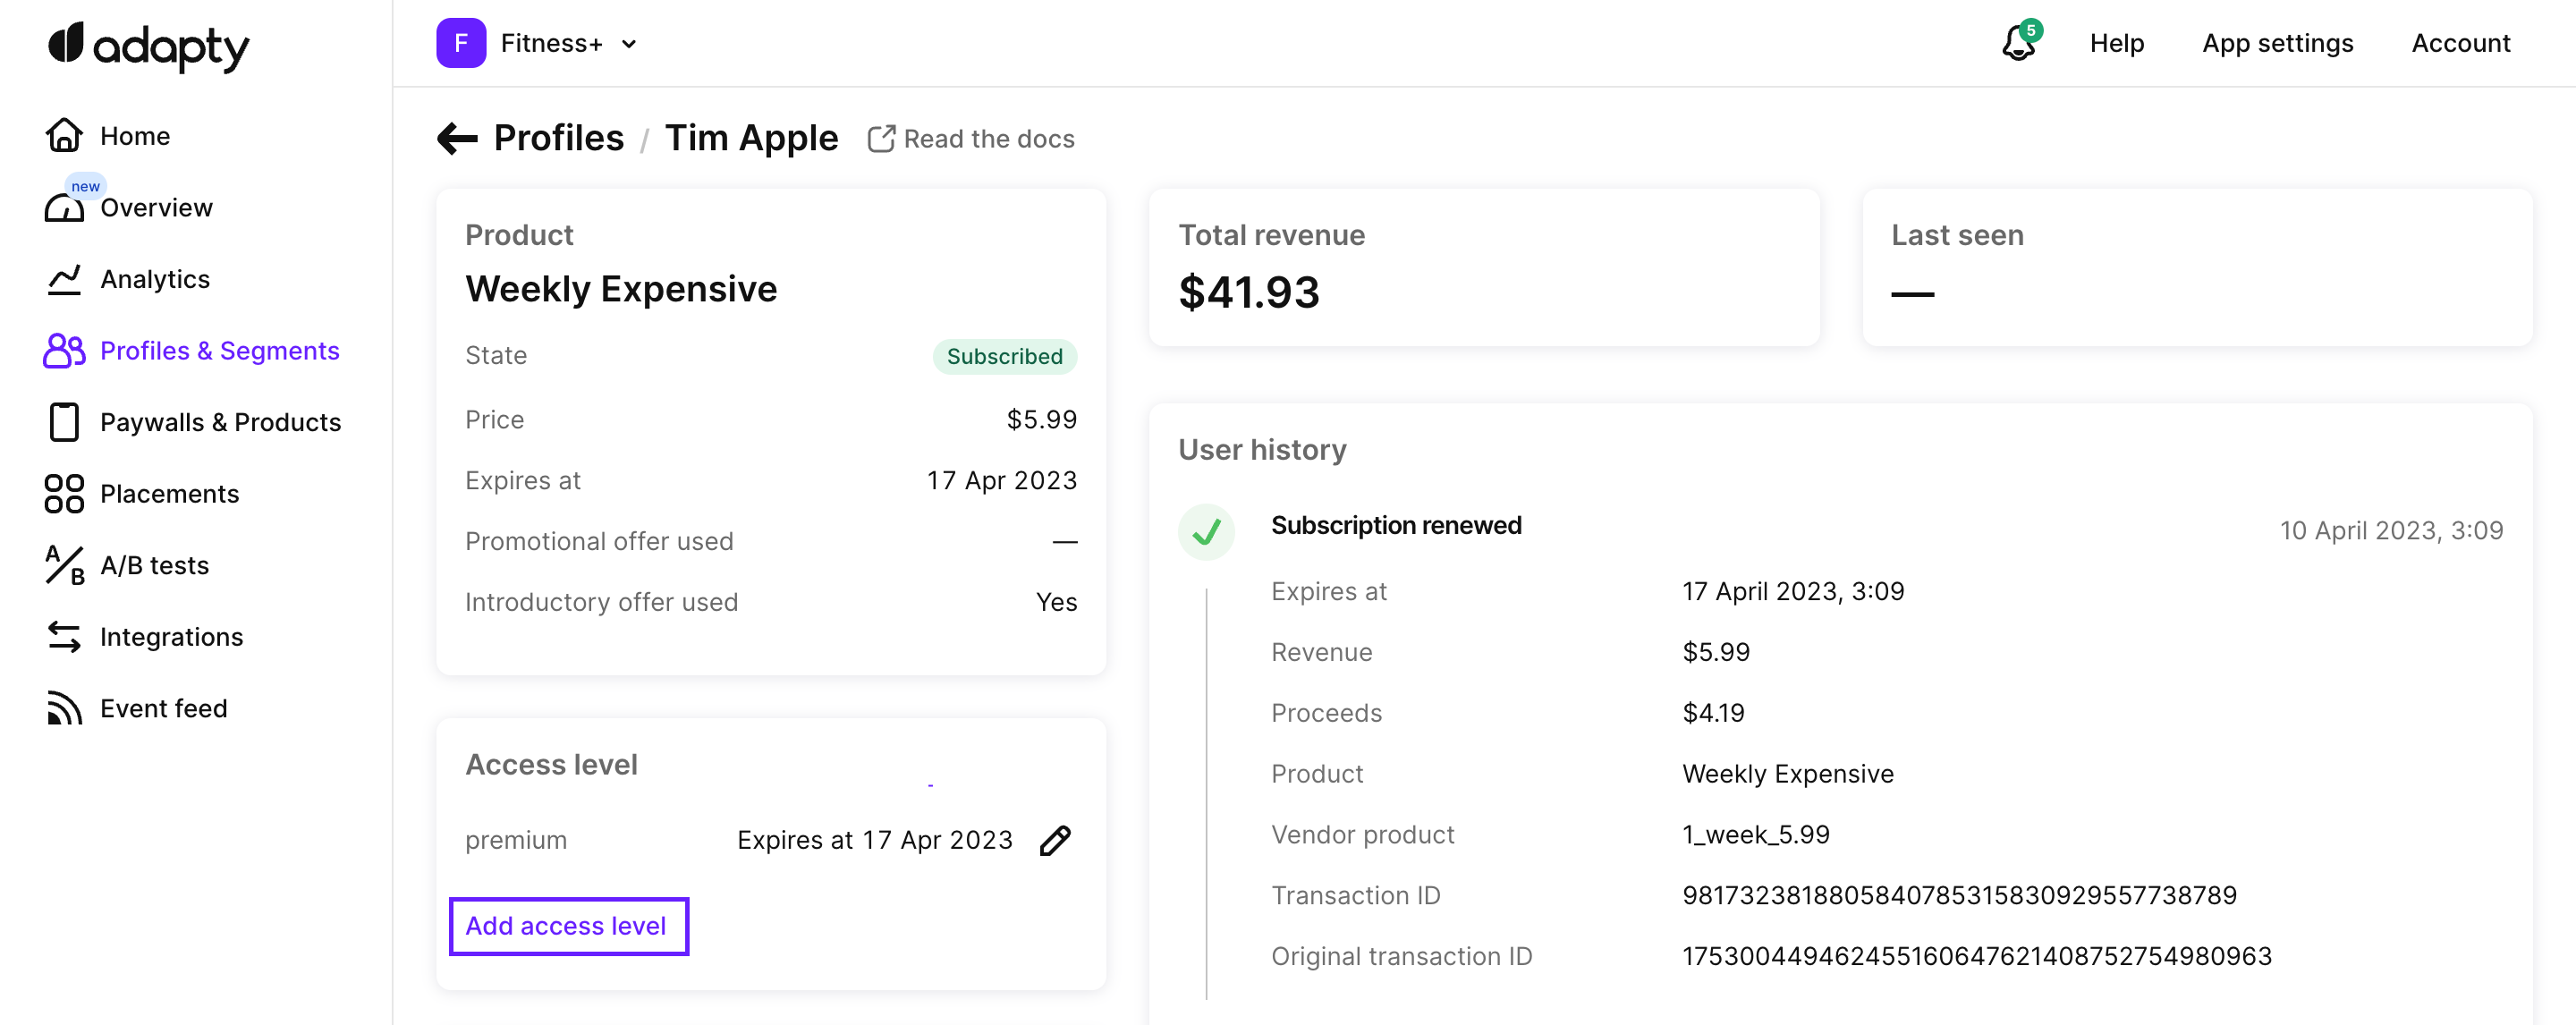 adapty
F Fitness+
5
Help
App settings
Account
Home
new
Overview
Analytics
Profiles & Segments
Paywalls & Products
Placements
A/B A/B tests
Integrations
Event feed
Profiles / Tim Apple Read the docs
Product
Weekly Expensive
State Subscribed
Price $5.99
Expires at 17 Apr 2023
Promotional offer used —
Introductory offer used Yes
Access level
premium Expires at 17 Apr 2023
Add access level
Total revenue
$41.93
Last seen
—
User history
Subscription renewed 10 April 2023, 3:09
Expires at 17 April 2023, 3:09
Revenue $5.99
Proceeds $4.19
Product Weekly Expensive
Vendor product 1_week_5.99
Transaction ID 9817323818805840785315830929557738789
Original transaction ID 175300449462455160647621408752754980963